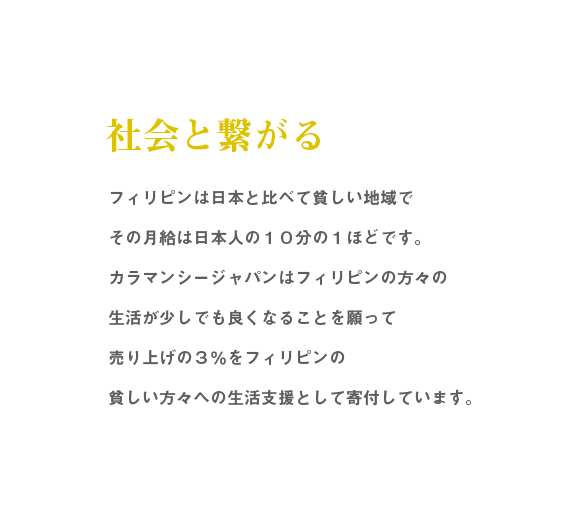 社会と繋がる
フィリピンは日本と比べて貧しい地域で
その月給は日本人の１０分の１ほどです。
カラマンシージャパンはフィリピンの方々の
生活が少しでも良くなることを願って
売り上げの３％をフィリピンの
貧しい方々への生活支援として寄付しています。